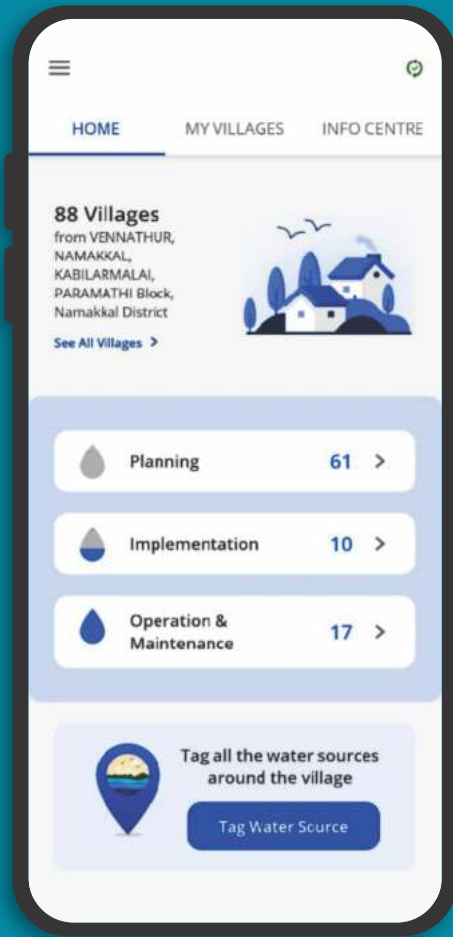 HOME MY VILLAGES INFO CENTRE
88 Villages
from VENNATHUR,
NAMAKKAL,
KABILARMALAI,
PARAMATHI Block,
Namakkal District
See All Villages >
Planning 61 >
Implementation 10 >
Operation &
Maintenance 17 >
Tag all the water sources
around the village
Tag Water Source